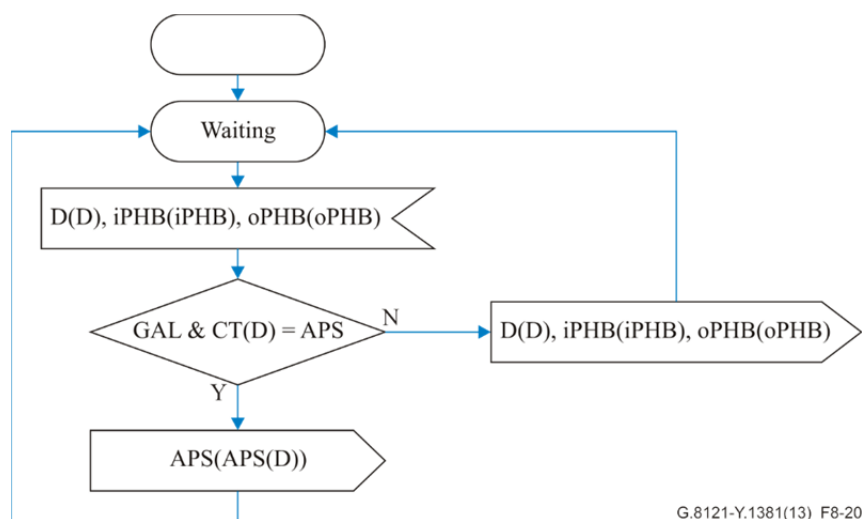 Waiting
D(D), iPHB(iPHB), oPHB(oPHB)
GAL & CT(D) = APS
N
D(D), iPHB(iPHB), oPHB(oPHB)
Y
APS(APS(D))
G.8121-Y.1381(13)_F8-20